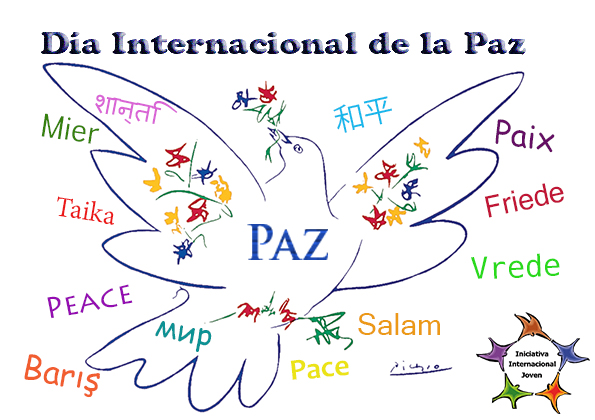 Día Internacional de la Paz
शान्ती
和平
Mier
Paix
Taika
Friede
PAZ
Vrede
PEACE
мир
Salam
Barış
Pace
Picasso
Iniciativa
Internacional
Joven